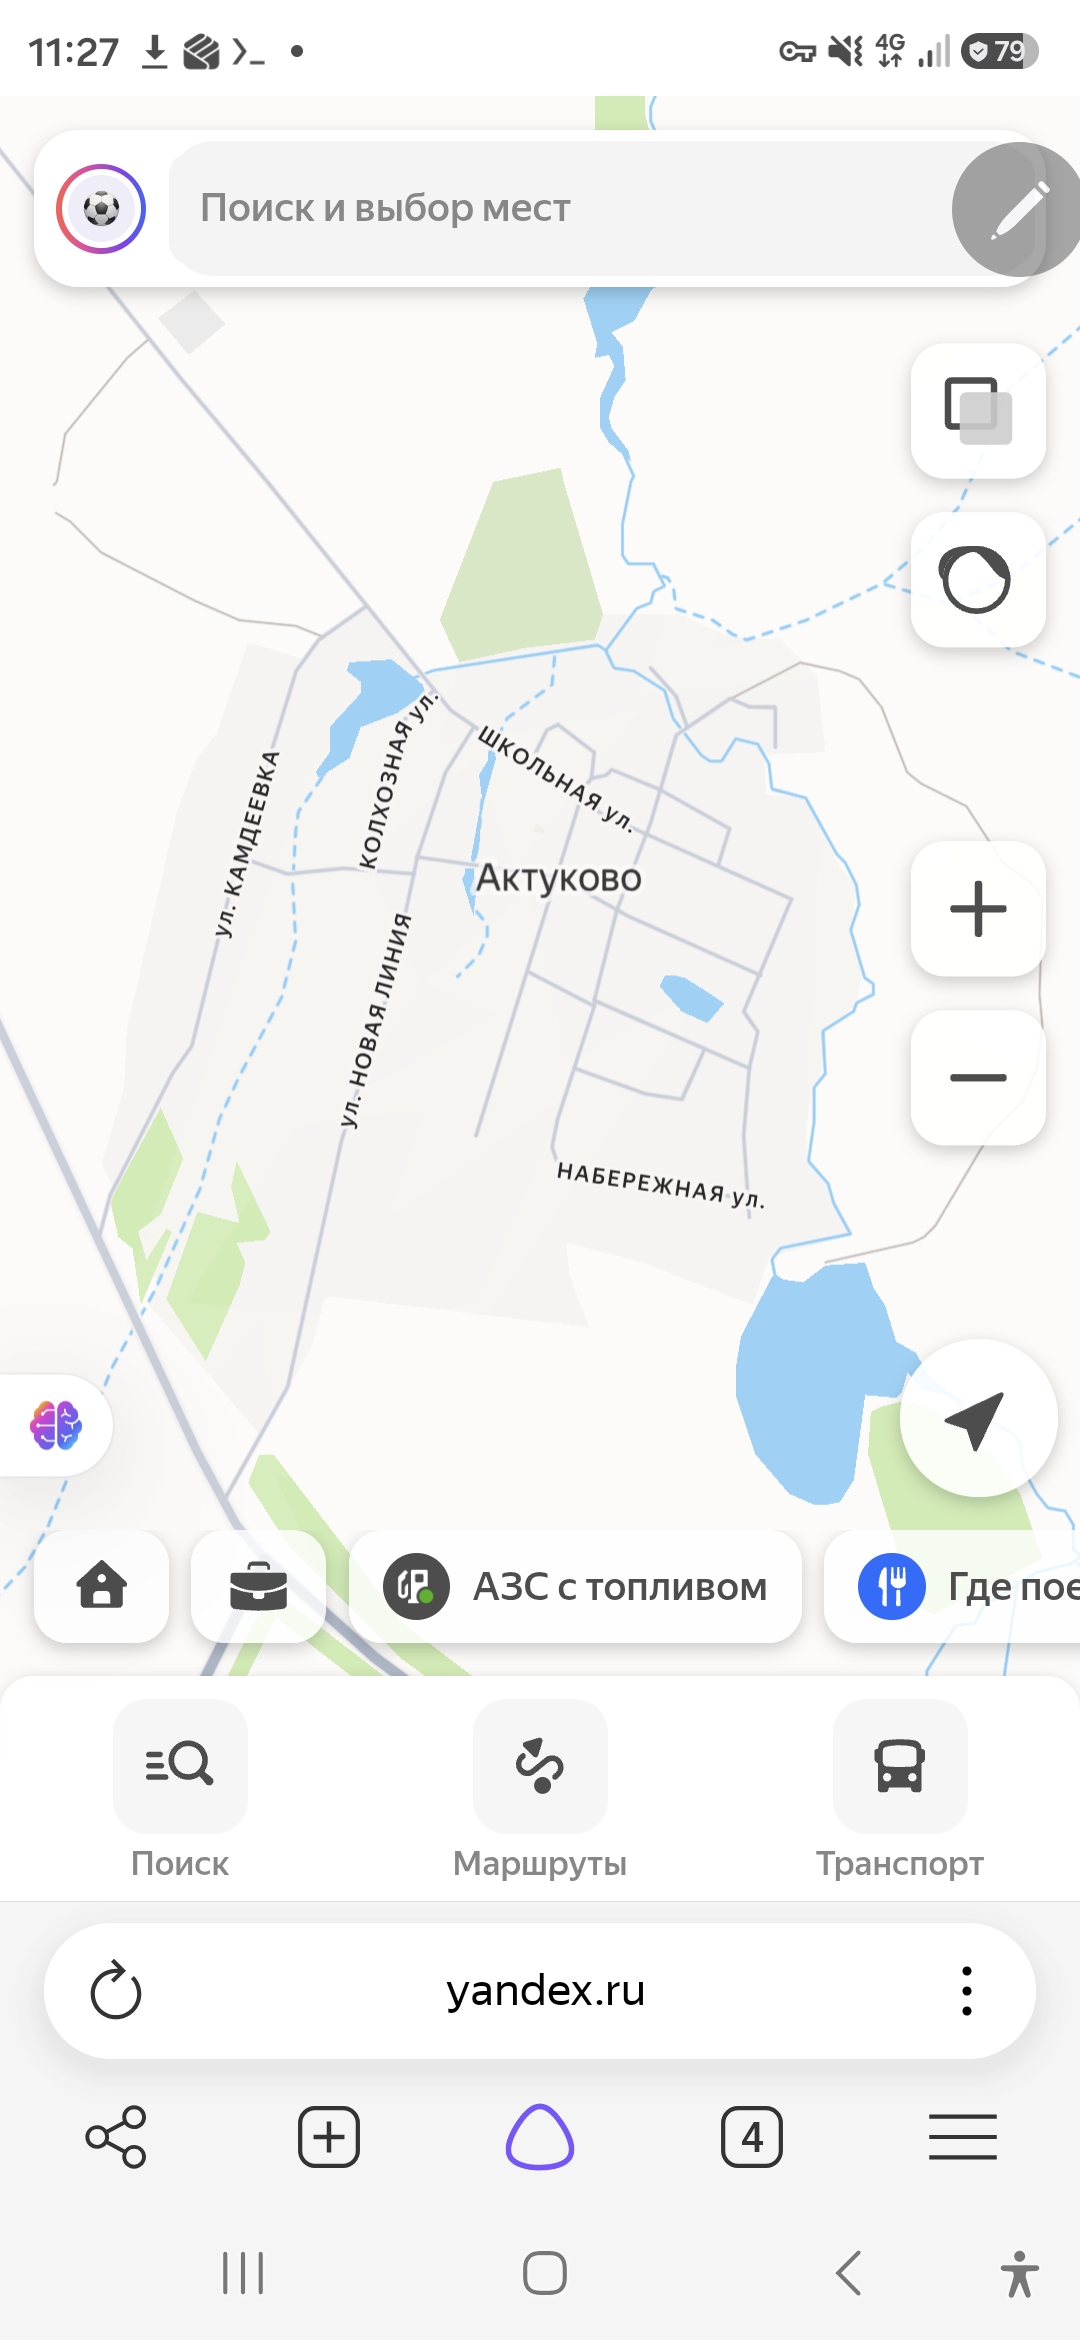 11:27
4G
79
Поиск и выбор мест
КОЛХОЗНАЯ ул.
ШКОЛЬНАЯ ул.
ул. КАМДЕЕВКА
Актуково
ул. НОВАЯ ЛИНИЯ
НАБЕРЕЖНАЯ ул.
АЗС с топливом
Где пое
Поиск
Маршруты
Транспорт
yandex.ru
4